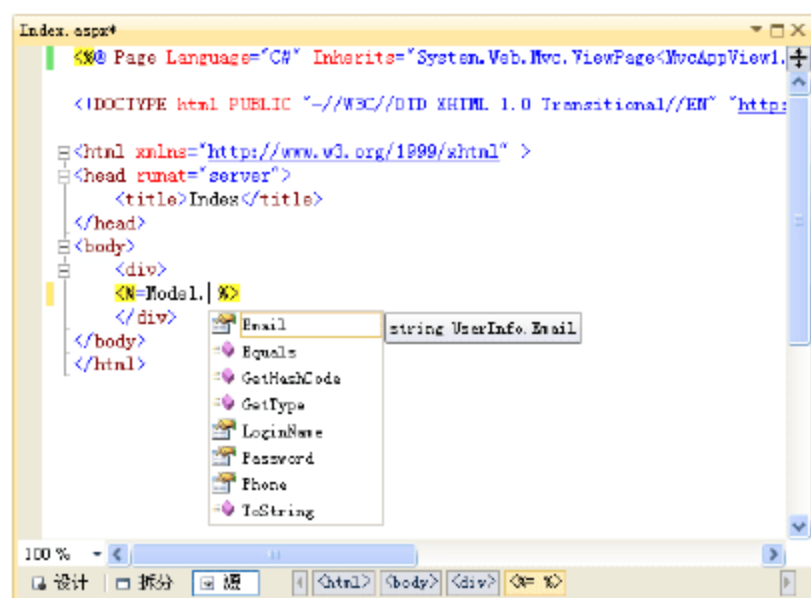 Index.aspx*
<%@ Page Language="C#" Inherits="System.Web.Mvc.ViewPage<MvcAppView1.
<!DOCTYPE html PUBLIC "-//W3C//DTD XHTML 1.0 Transitional//EN" "http:
<html xmlns="http://www.w3.org/1999/xhtml" >
<head runat="server">
<title>Index</title>
</head>
<body>
<div>
<%=Model. %>
</div>
</body>
</html>
Email
string UserInfo.Email
Equals
GetHashCode
GetType
LoginName
Password
Phone
ToString
100 %
设计 拆分 源 <html> <body> <div> <%= %>